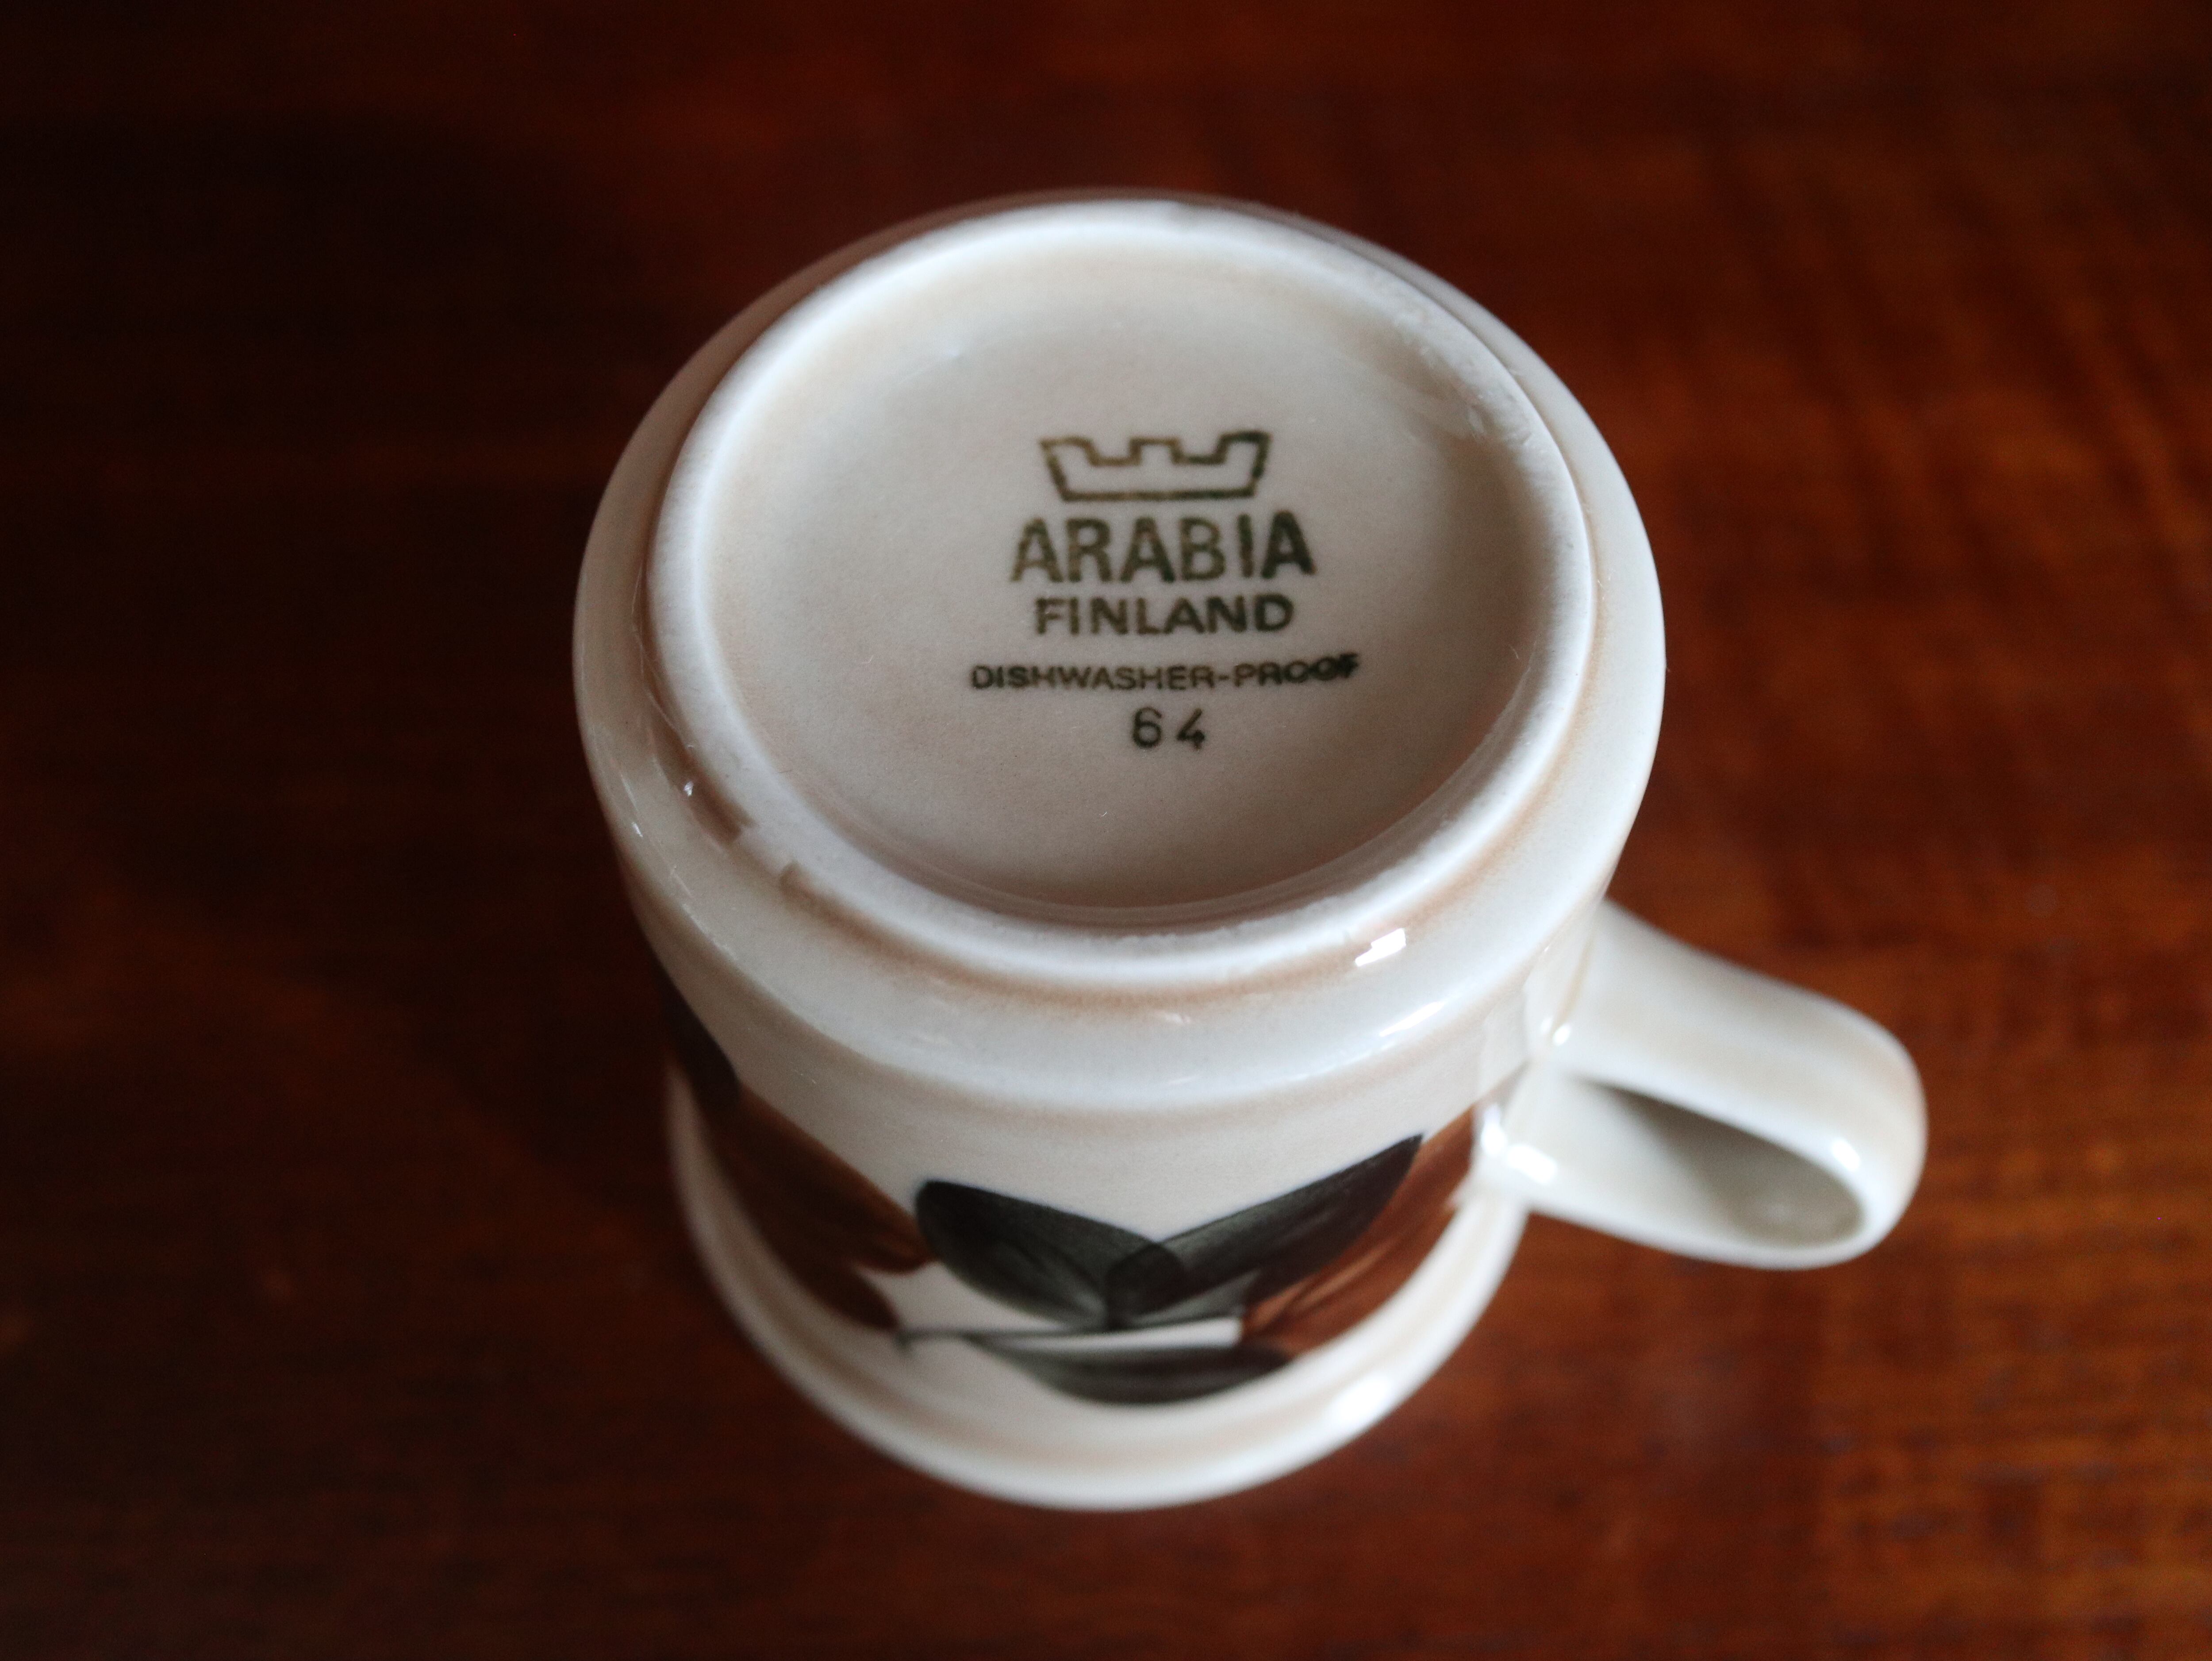 ARABIA
FINLAND
DISHWASHER-PROOF
64